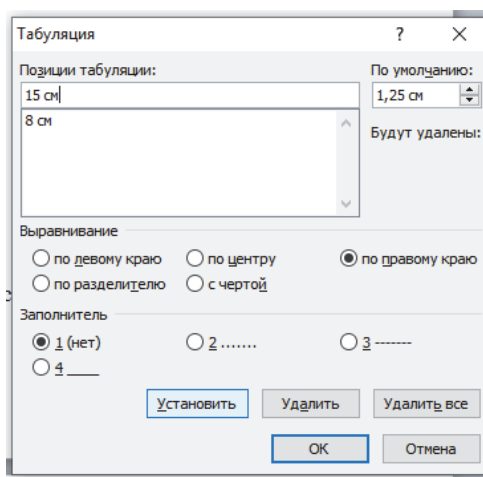 Табуляция ? ×
Позиции табуляции: По умолчанию:
15 см 1,25 см
8 см
Будут удалены:
Выравнивание
по левому краю по центру по правому краю
по разделителю с чертой
Заполнитель
1 (нет) 2 ....... 3 -------
4 ____
Установить Удалить Удалить все
ОК Отмена